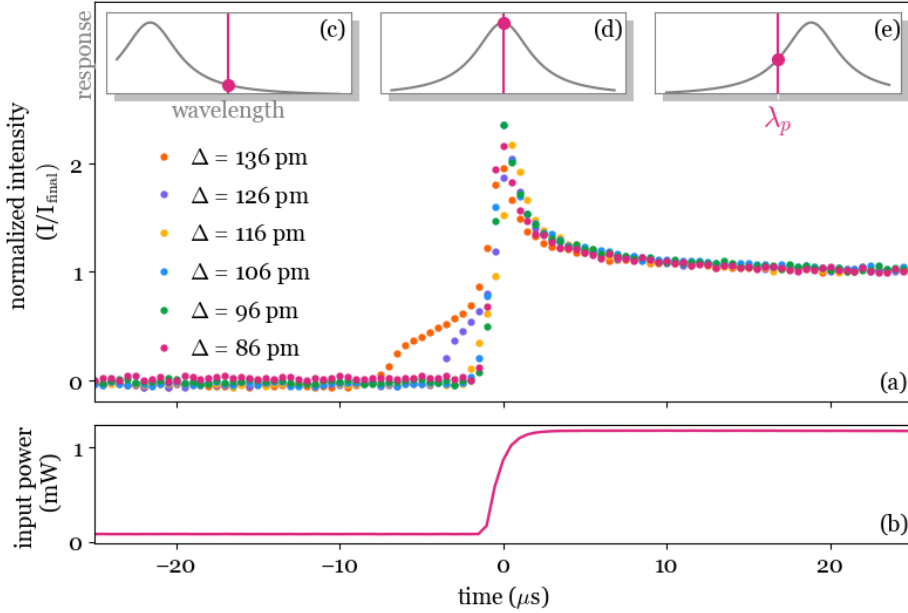 (c)
(d)
(e)
response
wavelength
λp
normalized intensity
(I/Ifinal)
2
1
0
Δ = 136 pm
Δ = 126 pm
Δ = 116 pm
Δ = 106 pm
Δ = 96 pm
Δ = 86 pm
(a)
input power
(mW)
1
0
(b)
−20
−10
0
10
20
time (μs)